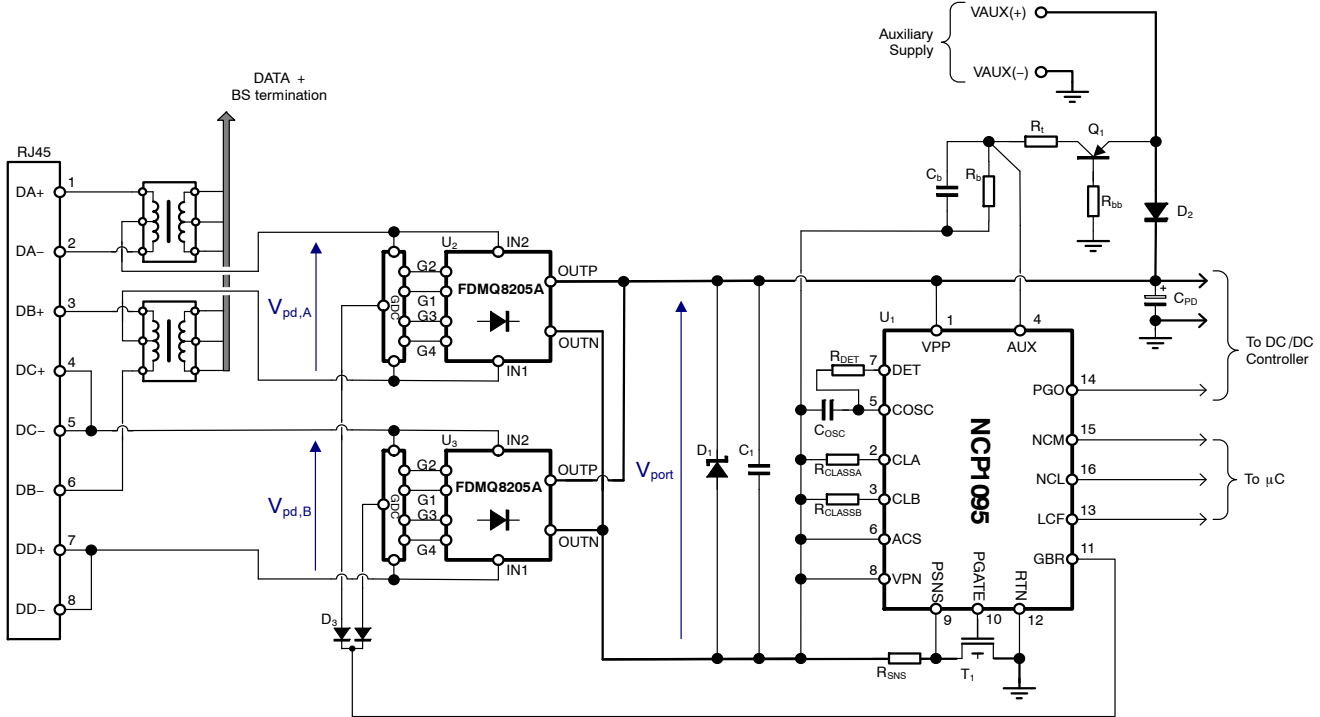 VAUX(+)
Auxiliary
Supply
VAUX(−)
DATA +
BS termination
RJ45
DA+
1
DA−
2
DB+
3
DC+
4
DC−
5
DB−
6
DD+
7
DD−
8
Rt
Q1
Cb
Rb
Rbb
D2
Vpd,A
GDC
G2
G1
G3
G4
U2
IN2
FDMQ8205A
OUTP
OUTN
IN1
Vpd,B
GDC
G2
G1
G3
G4
U3
IN2
FDMQ8205A
OUTP
OUTN
IN1
D3
Vport
D1
C1
+
CPD
To DC/DC
Controller
U1
1
VPP
4
AUX
RDET
7
DET
5
COSC
COSC
2
CLA
RCLASSA
3
CLB
RCLASSB
6
ACS
8
VPN
NCP1095
PGO
14
NCM
15
NCL
16
LCF
13
To µC
GBR
11
PSNS
9
PGATE
10
RTN
12
RSNS
T1